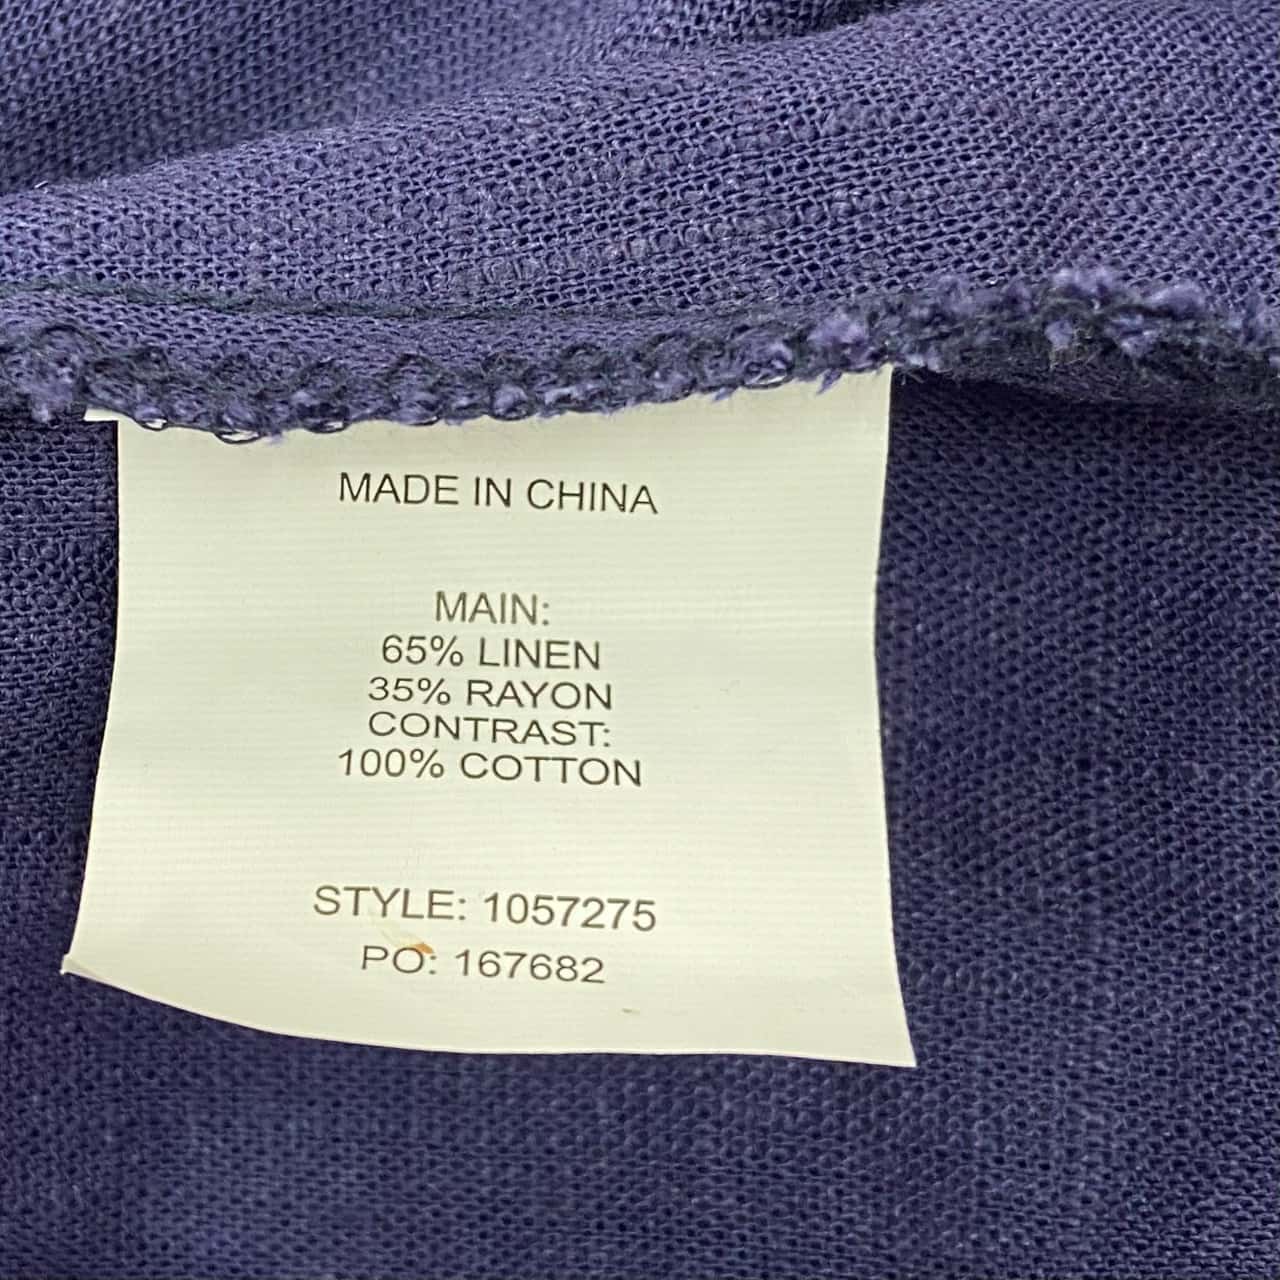 MADE IN CHINA
MAIN:
65% LINEN
35% RAYON
CONTRAST:
100% COTTON
STYLE: 1057275
PO: 167682